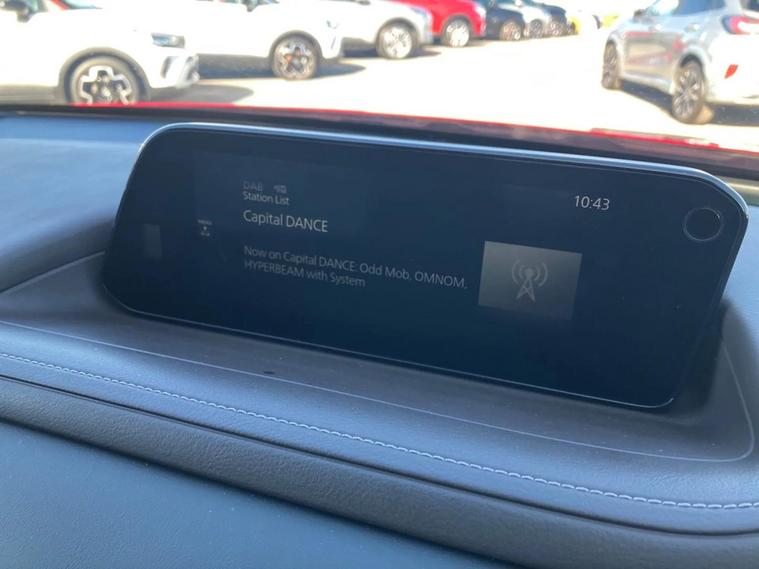 DAB
Station List
10:43
Capital DANCE
Now on Capital DANCE: Odd Mob, OMNOM,
HYPERBEAM with System